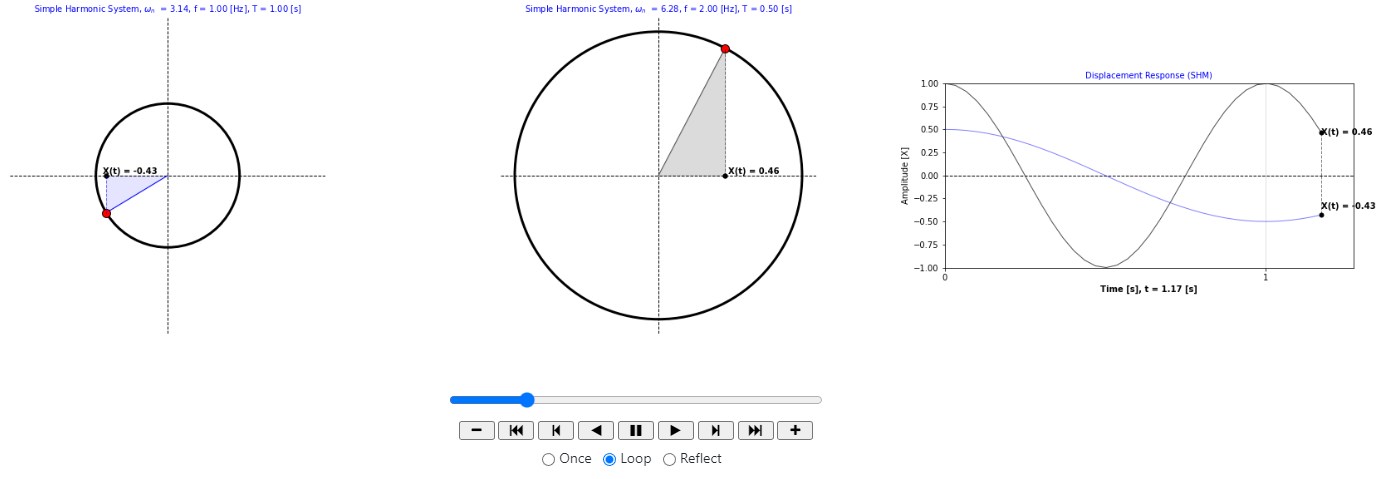 Simple Harmonic System, ωₙ = 3.14, f = 1.00 [Hz], T = 1.00 [s]
X(t) = -0.43
Simple Harmonic System, ωₙ = 6.28, f = 2.00 [Hz], T = 0.50 [s]
X(t) = 0.46
Displacement Response (SHM)
Amplitude [X]
1.00
0.75
0.50
0.25
0.00
−0.25
−0.50
−0.75
−1.00
X(t) = 0.46
X(t) = -0.43
0 1
Time [s], t = 1.17 [s]
Once Loop Reflect